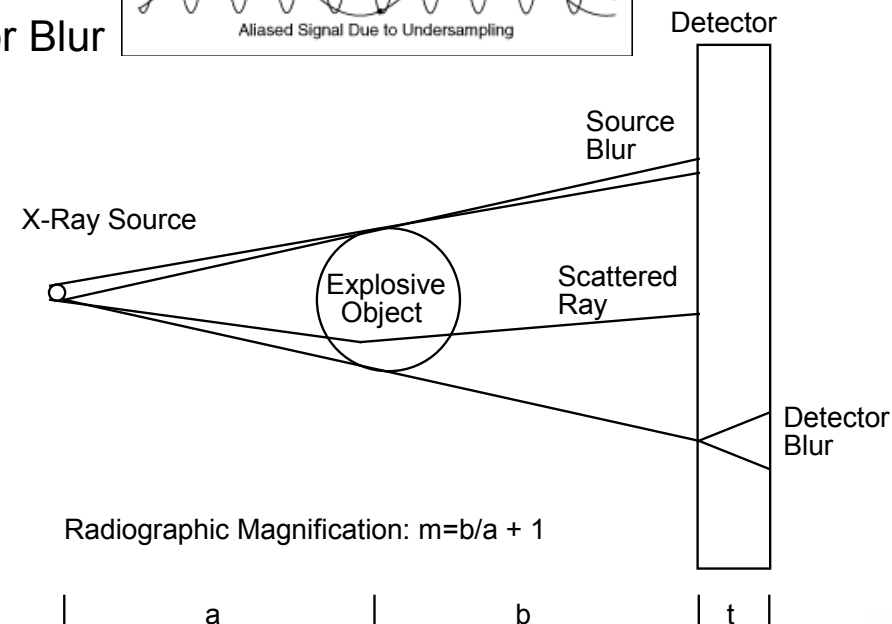 r Blur
Aliased Signal Due to Undersampling
Detector
Source
Blur
X-Ray Source
Explosive
Object
Scattered
Ray
Detector
Blur
Radiographic Magnification: m=b/a + 1
a
b
t